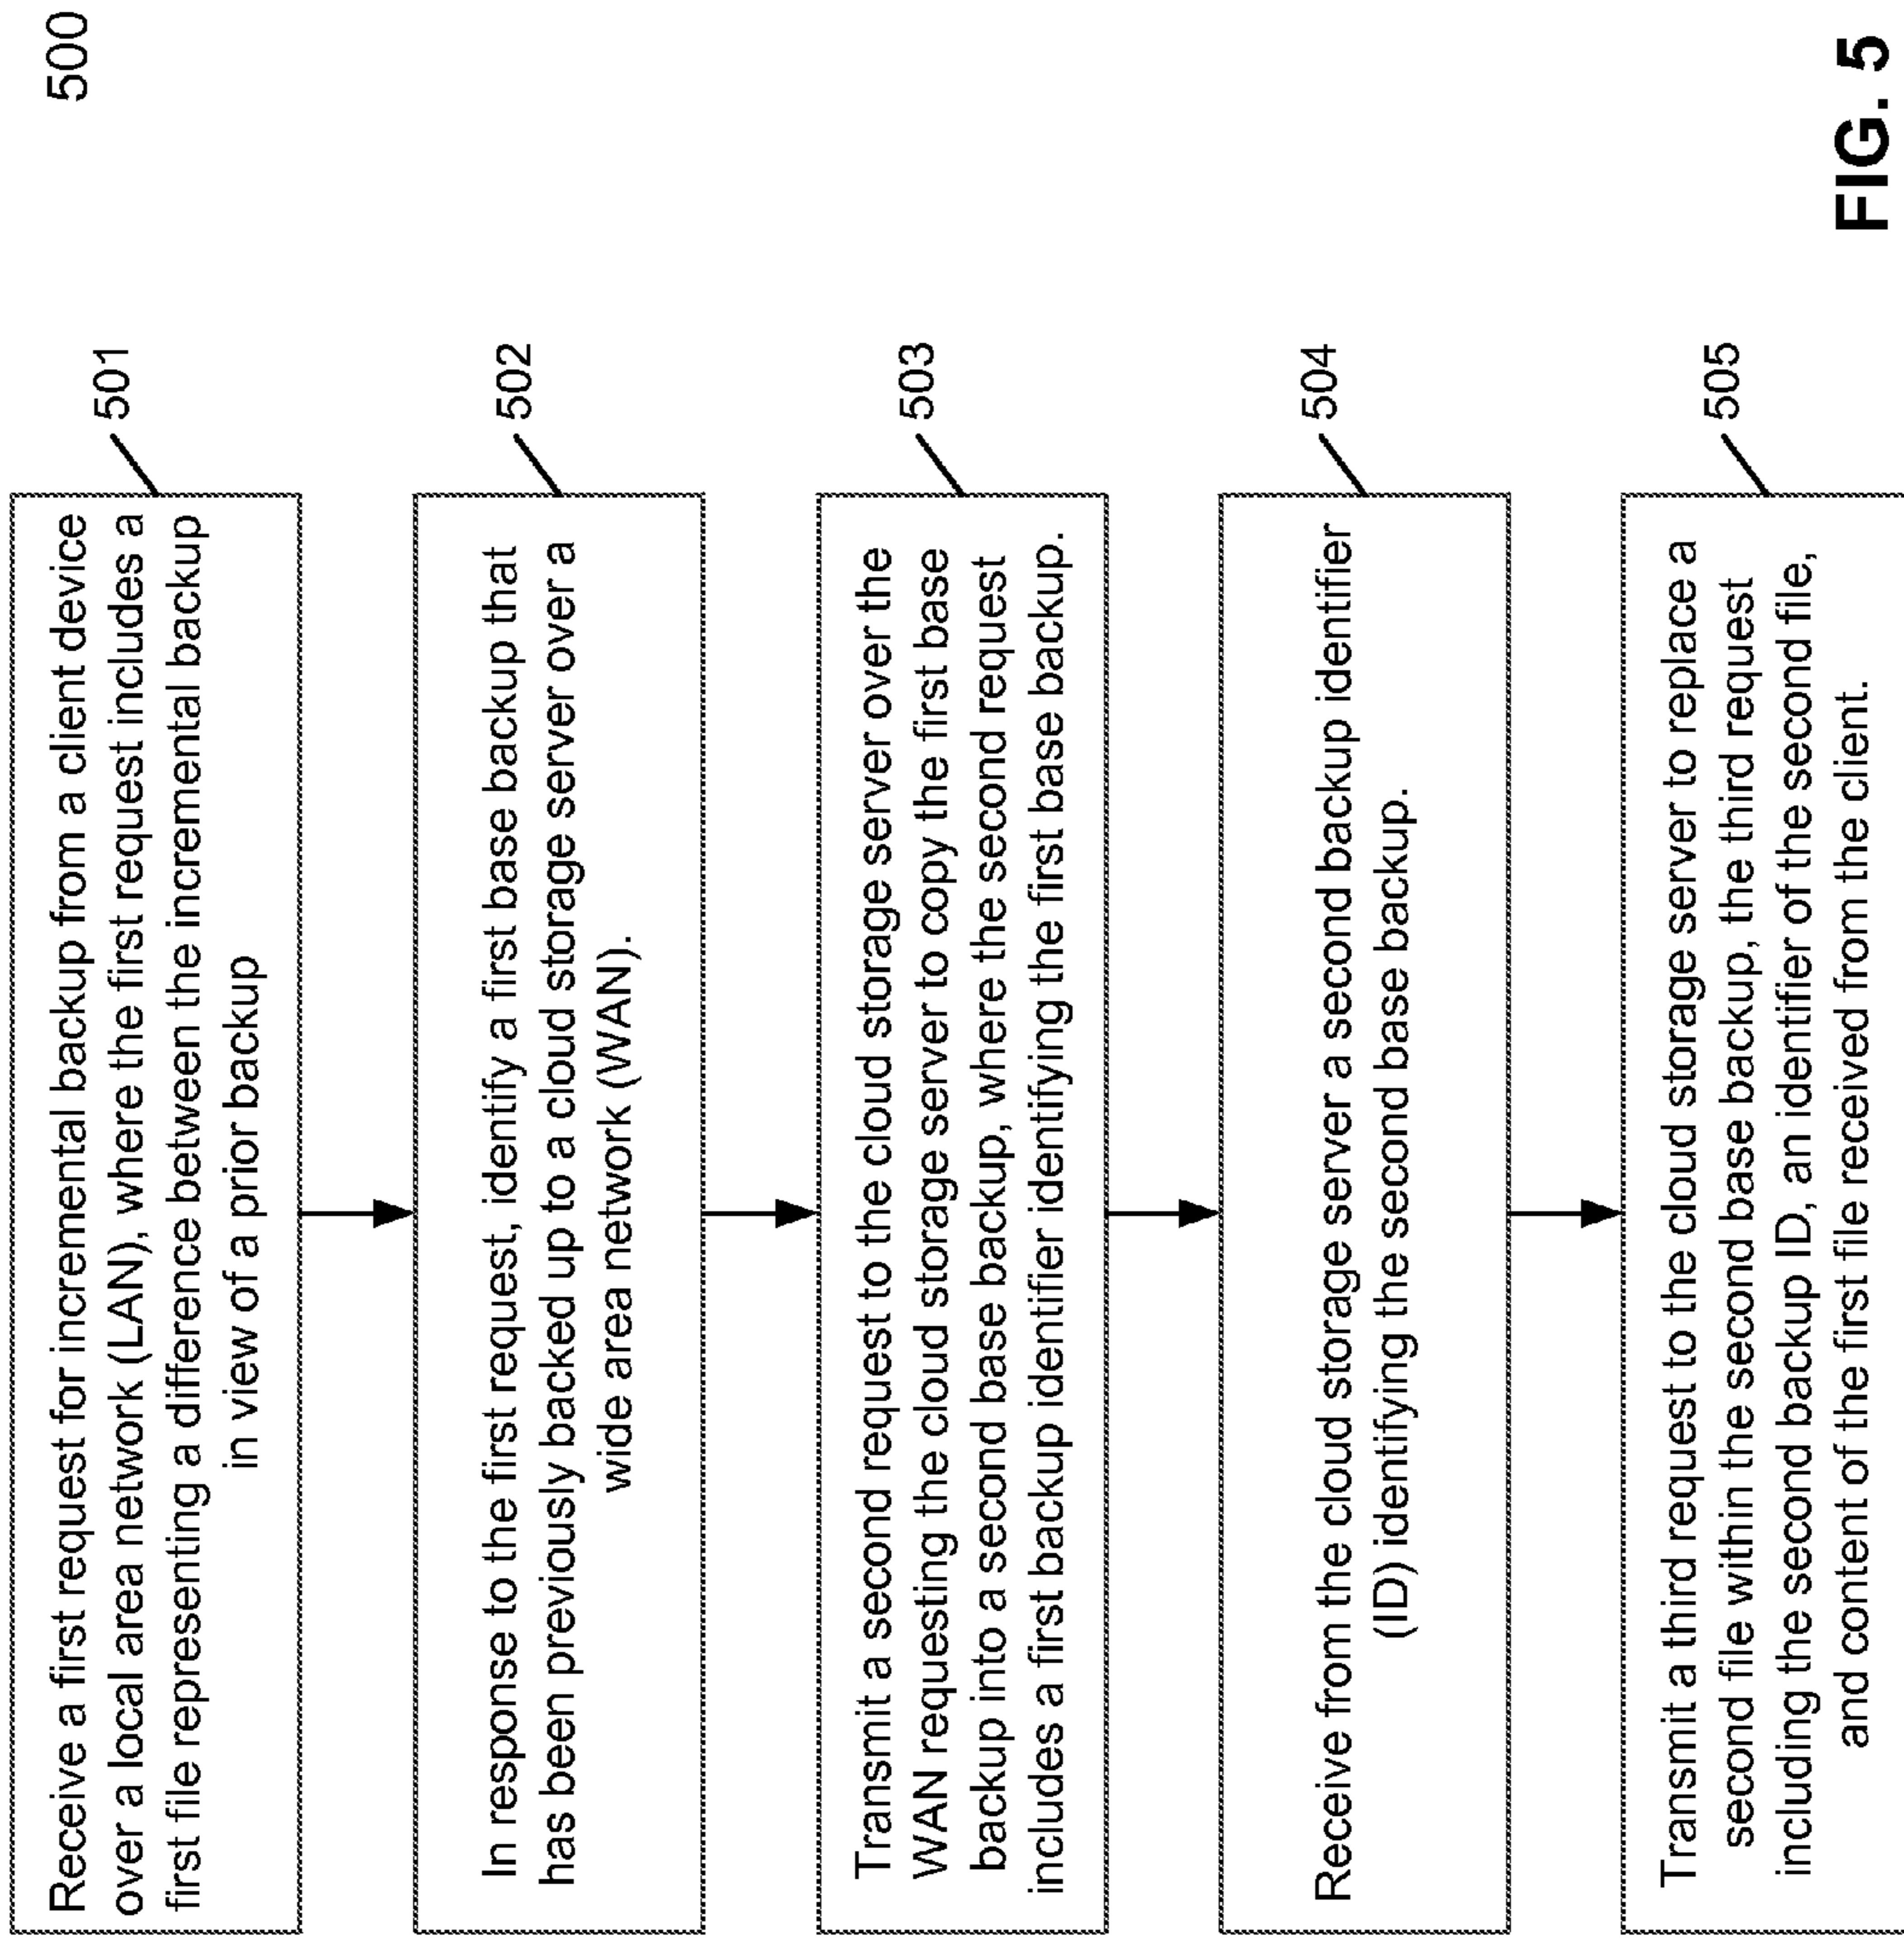 500
501
Receive a first request for incremental backup from a client device
over a local area network (LAN), where the first request includes a
first file representing a difference between the incremental backup
in view of a prior backup
502
In response to the first request, identify a first base backup that
has been previously backed up to a cloud storage server over a
wide area network (WAN).
503
Transmit a second request to the cloud storage server over the
WAN requesting the cloud storage server to copy the first base
backup into a second base backup, where the second request
includes a first backup identifier identifying the first base backup.
504
Receive from the cloud storage server a second backup identifier
(ID) identifying the second base backup.
505
Transmit a third request to the cloud storage server to replace a
second file within the second base backup, the third request
including the second backup ID, an identifier of the second file,
and content of the first file received from the client.
FIG. 5